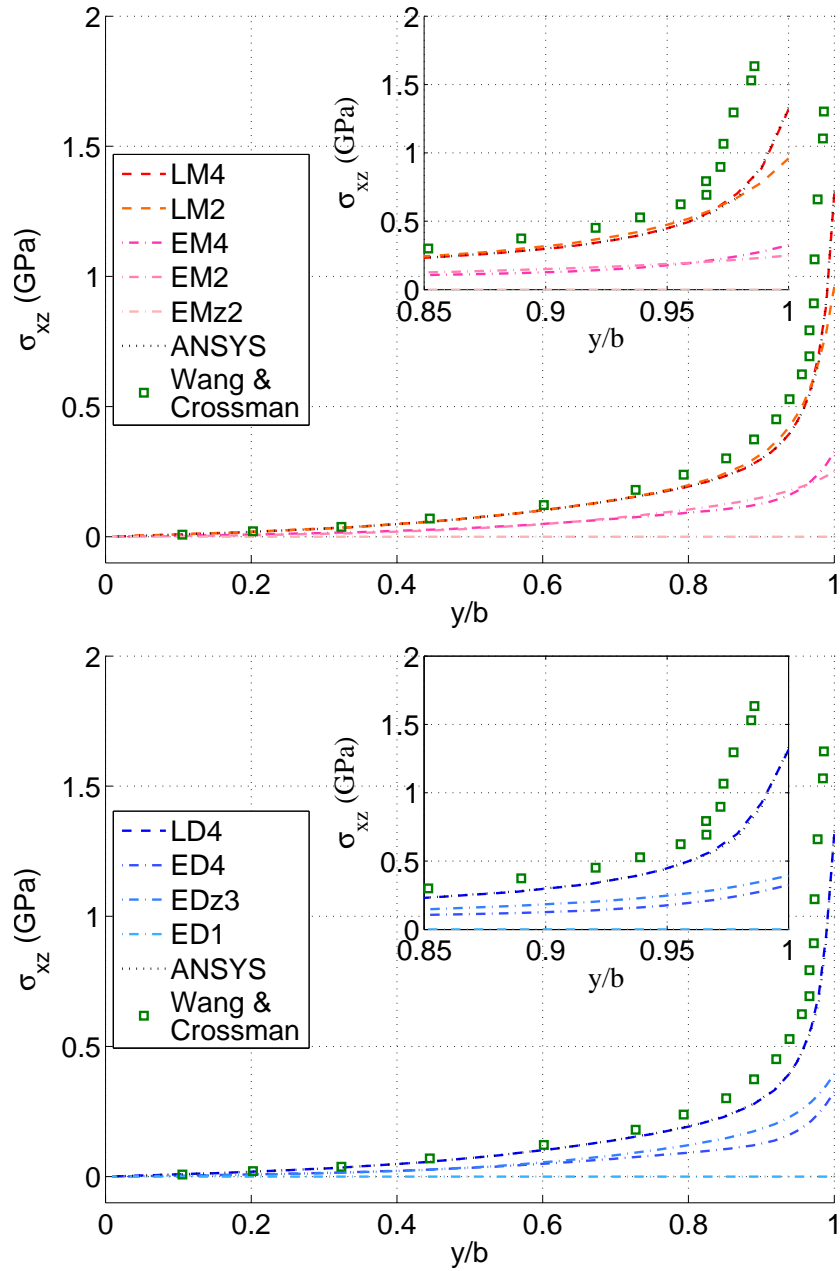 2
1.5
1
0.5
0
σxz (GPa)
0
0.2
0.4
0.6
0.8
1
y/b
LM4
LM2
EM4
EM2
EMz2
ANSYS
Wang &
Crossman
2
1.5
1
0.5
0
σxz (GPa)
0.85
0.9
0.95
1
y/b
2
1.5
1
0.5
0
σxz (GPa)
0
0.2
0.4
0.6
0.8
1
y/b
LD4
ED4
EDz3
ED1
ANSYS
Wang &
Crossman
2
1.5
1
0.5
0
σxz (GPa)
0.85
0.9
0.95
1
y/b